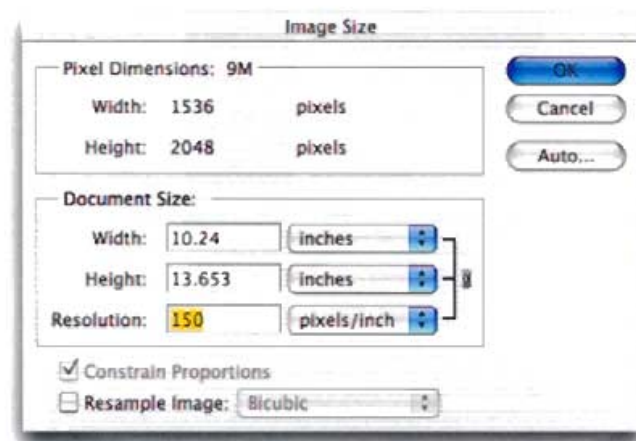 Image Size
Pixel Dimensions: 9M
Width: 1536 pixels
Height: 2048 pixels
OK
Cancel
Auto...
Document Size:
Width: 10.24 inches
Height: 13.653 inches
Resolution: 150 pixels/inch
Constrain Proportions
Resample Image: Bicubic